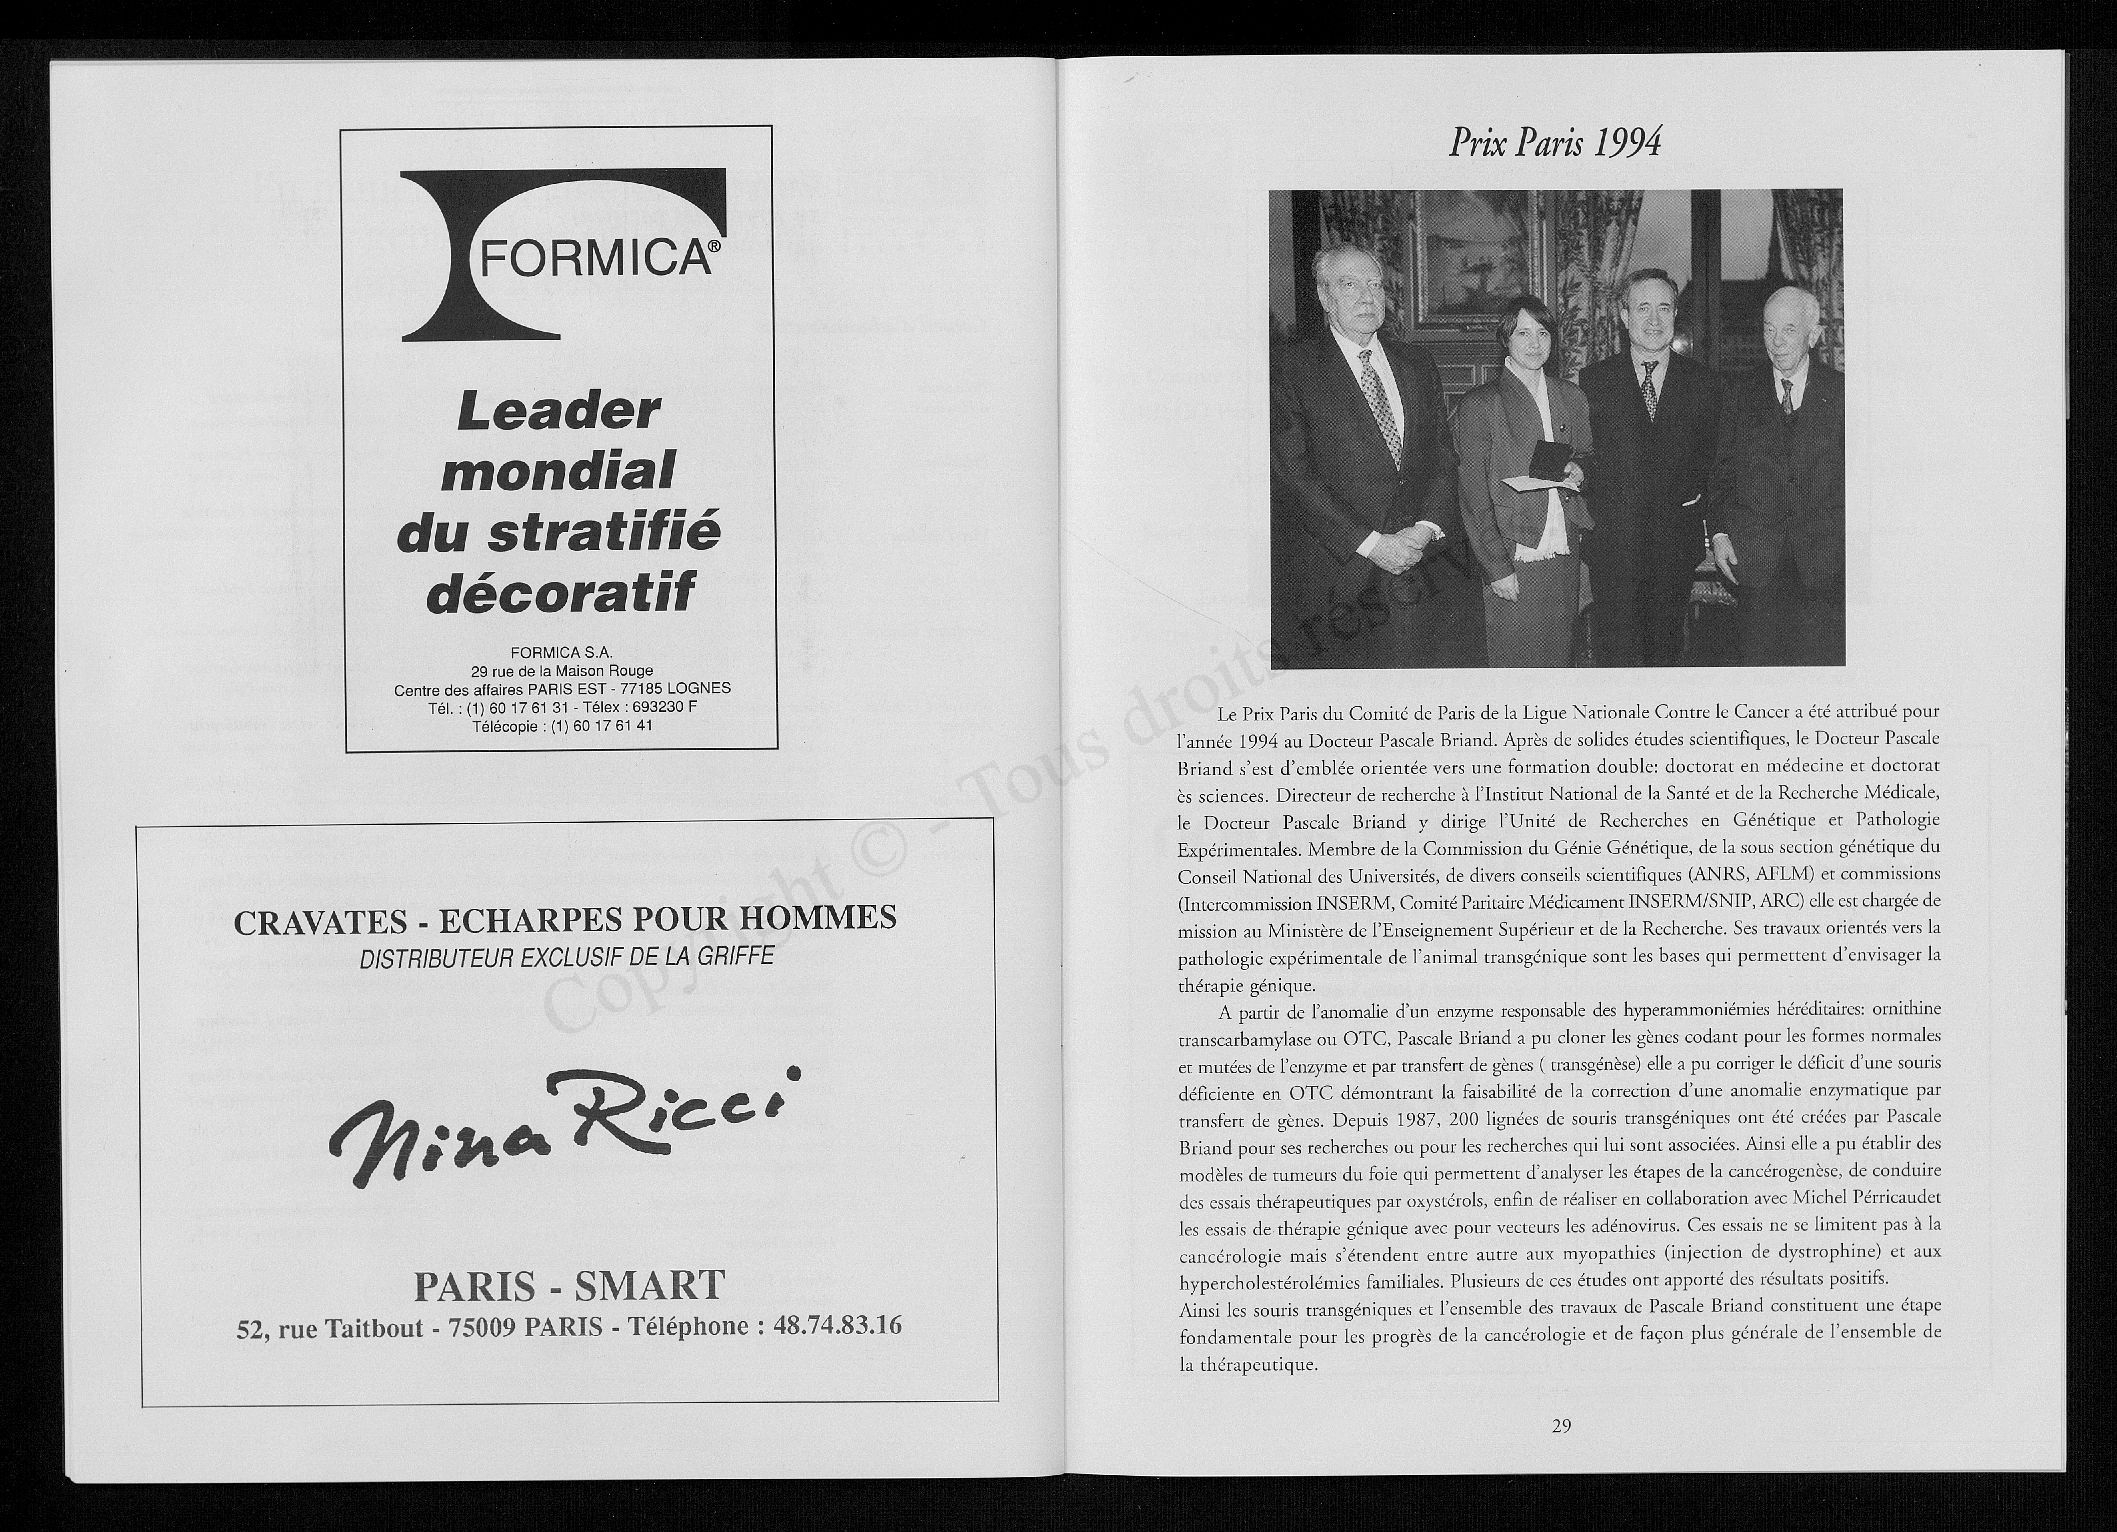 FORMICA®
Leader
mondial
du stratifié
décoratif
FORMICA S.A.
29 rue de la Maison Rouge
Centre des affaires PARIS EST - 77185 LOGNES
Tél. : (1) 60 17 61 31 - Télex : 693230 F
Télécopie : (1) 60 17 61 41
CRAVATES - ECHARPES POUR HOMMES
DISTRIBUTEUR EXCLUSIF DE LA GRIFFE
Nina Ricci
PARIS - SMART
52, rue Taitbout - 75009 PARIS - Téléphone : 48.74.83.16
Copyright © - Tous droits réserv
Prix Paris 1994
Le Prix Paris du Comité de Paris de la Ligue Nationale Contre le Cancer a été attribué pour
l'année 1994 au Docteur Pascale Briand. Après de solides études scientifiques, le Docteur Pascale
Briand s'est d'emblée orientée vers une formation double: doctorat en médecine et doctorat
ès sciences. Directeur de recherche à l'Institut National de la Santé et de la Recherche Médicale,
le Docteur Pascale Briand y dirige l'Unité de Recherches en Génétique et Pathologie
Expérimentales. Membre de la Commission du Génie Génétique, de la sous section génétique du
Conseil National des Universités, de divers conseils scientifiques (ANRS, AFLM) et commissions
(Intercommission INSERM, Comité Paritaire Médicament INSERM/SNIP, ARC) elle est chargée de
mission au Ministère de l'Enseignement Supérieur et de la Recherche. Ses travaux orientés vers la
pathologie expérimentale de l'animal transgénique sont les bases qui permettent d'envisager la
thérapie génique.
A partir de l'anomalie d'un enzyme responsable des hyperammoniémies héréditaires: ornithine
transcarbamylase ou OTC, Pascale Briand a pu cloner les gènes codant pour les formes normales
et mutées de l'enzyme et par transfert de gènes ( transgénèse) elle a pu corriger le déficit d'une souris
déficiente en OTC démontrant la faisabilité de la correction d'une anomalie enzymatique par
transfert de gènes. Depuis 1987, 200 lignées de souris transgéniques ont été créées par Pascale
Briand pour ses recherches ou pour les recherches qui lui sont associées. Ainsi elle a pu établir des
modèles de tumeurs du foie qui permettent d'analyser les étapes de la cancérogenèse, de conduire
des essais thérapeutiques par oxystérols, enfin de réaliser en collaboration avec Michel Pérricaudet
les essais de thérapie génique avec pour vecteurs les adénovirus. Ces essais ne se limitent pas à la
cancérologie mais s'étendent entre autre aux myopathies (injection de dystrophine) et aux
hypercholestérolémies familiales. Plusieurs de ces études ont apporté des résultats positifs.
Ainsi les souris transgéniques et l'ensemble des travaux de Pascale Briand constituent une étape
fondamentale pour les progrès de la cancérologie et de façon plus générale de l'ensemble de
la thérapeutique.
29